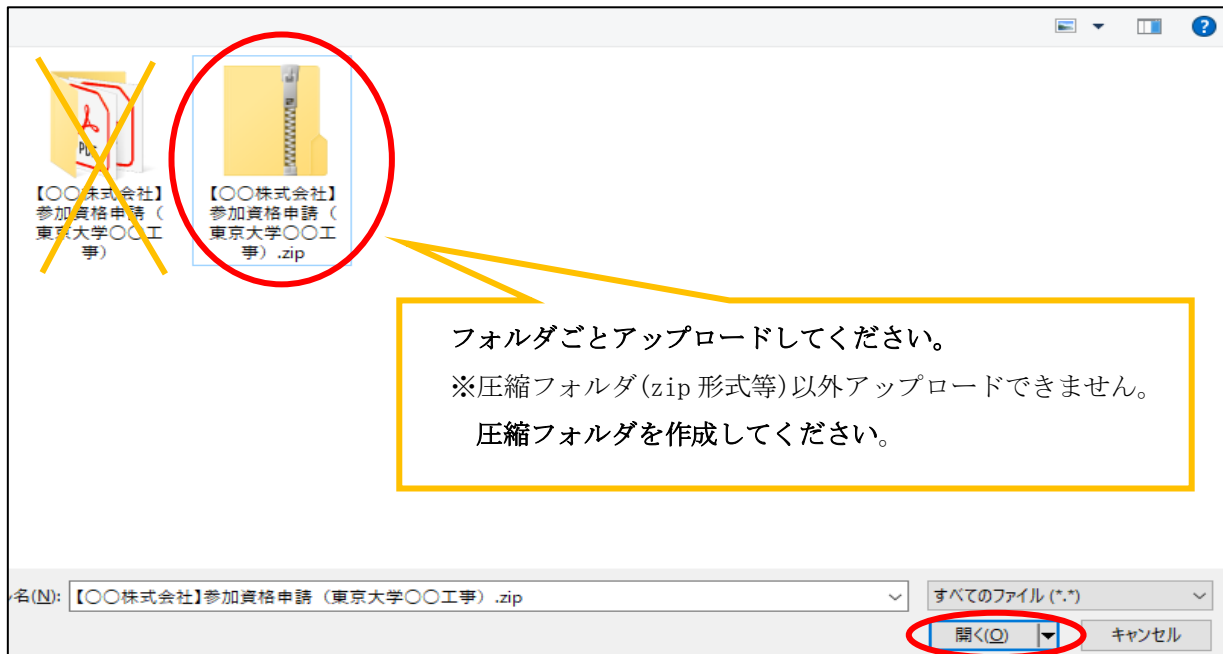 PDF
【〇〇株式会社】
参加資格申請（
東京大学〇〇工
事）
【〇〇株式会社】
参加資格申請（
東京大学〇〇工
事）.zip
フォルダごとアップロードしてください。
※圧縮フォルダ(zip 形式等)以外アップロードできません。
圧縮フォルダを作成してください。
名(N):
【〇〇株式会社】参加資格申請（東京大学〇〇工事）.zip
すべてのファイル (*.*)
開く(O)
キャンセル